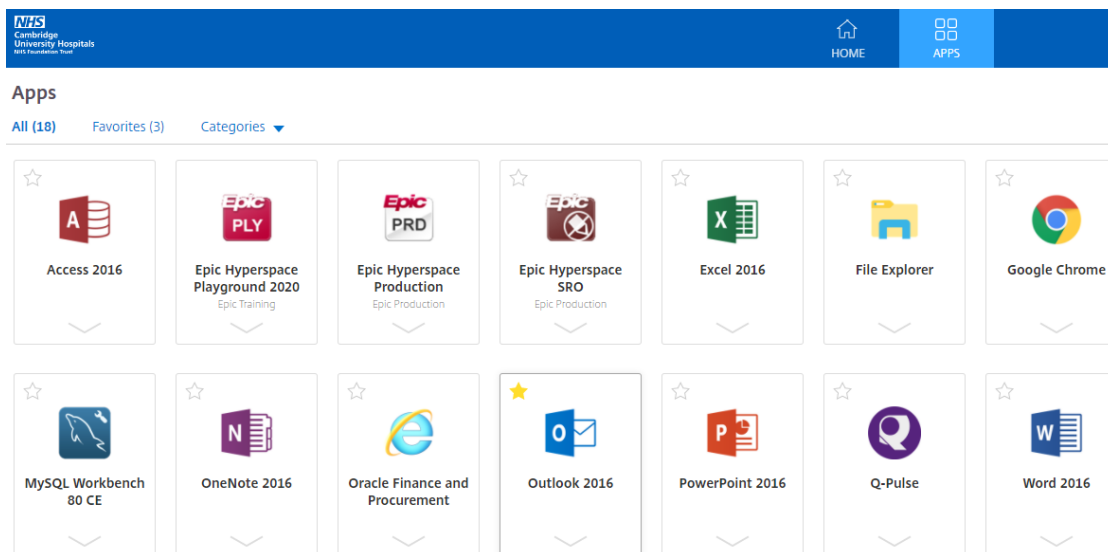 NHS
Cambridge
University Hospitals
NHS Foundation Trust
HOME
APPS
Apps
All (18)
Favorites (3)
Categories
A
Epic
PLY
Epic
PRD
Epic
X
Access 2016
Epic Hyperspace
Playground 2020
Epic Training
Epic Hyperspace
Production
Epic Production
Epic Hyperspace
SRO
Epic Production
Excel 2016
File Explorer
Google Chrome
N
O
P
W
MySQL Workbench
80 CE
OneNote 2016
Oracle Finance and
Procurement
Outlook 2016
PowerPoint 2016
Q-Pulse
Word 2016